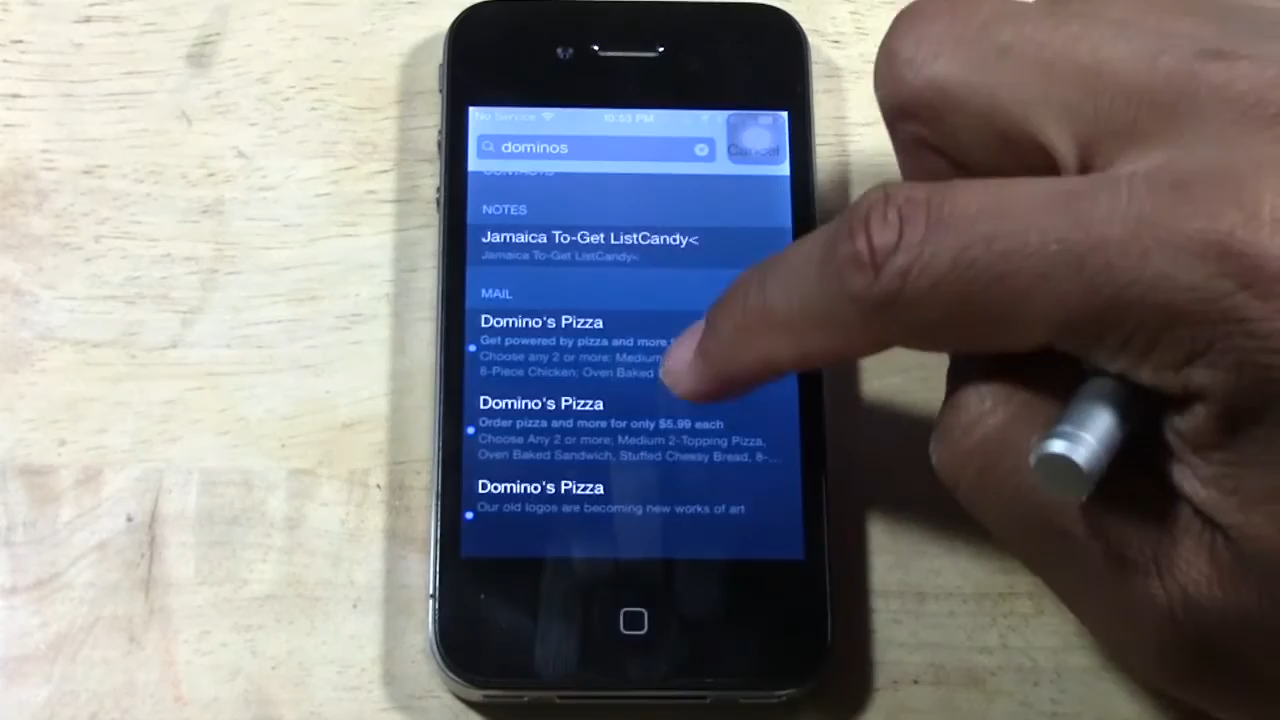 No Service 10:53 PM
dominos Cancel
CONTACTS
NOTES
Jamaica To-Get ListCandy<
Jamaica To-Get ListCandy<
MAIL
Domino's Pizza
Get powered by pizza and more
Choose any 2 or more: Medium
8-Piece Chicken; Oven Baked
Domino's Pizza
Order pizza and more for only $5.99 each
Choose Any 2 or more; Medium 2-Topping Pizza,
Oven Baked Sandwich, Stuffed Cheesy Bread, 8-...
Domino's Pizza
Our old logos are becoming new works of art